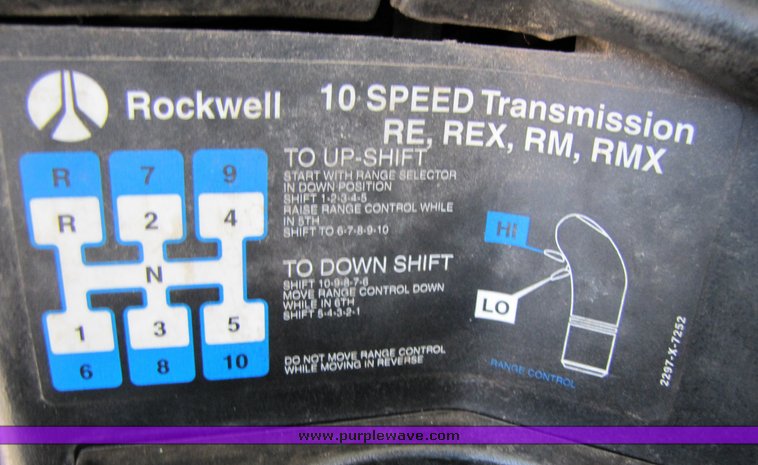 Rockwell
10 SPEED Transmission
RE, REX, RM, RMX
R 7 9
R 2 4
N
1 3 5
6 8 10
TO UP-SHIFT
START WITH RANGE SELECTOR
IN DOWN POSITION
SHIFT 1-2-3-4-5
RAISE RANGE CONTROL WHILE
IN 5TH
SHIFT TO 6-7-8-9-10
TO DOWN SHIFT
SHIFT 10-9-8-7-6
MOVE RANGE CONTROL DOWN
WHILE IN 6TH
SHIFT 5-4-3-2-1
DO NOT MOVE RANGE CONTROL
WHILE MOVING IN REVERSE
HI
LO
RANGE CONTROL
2297-X-7252
www.purplewave.com